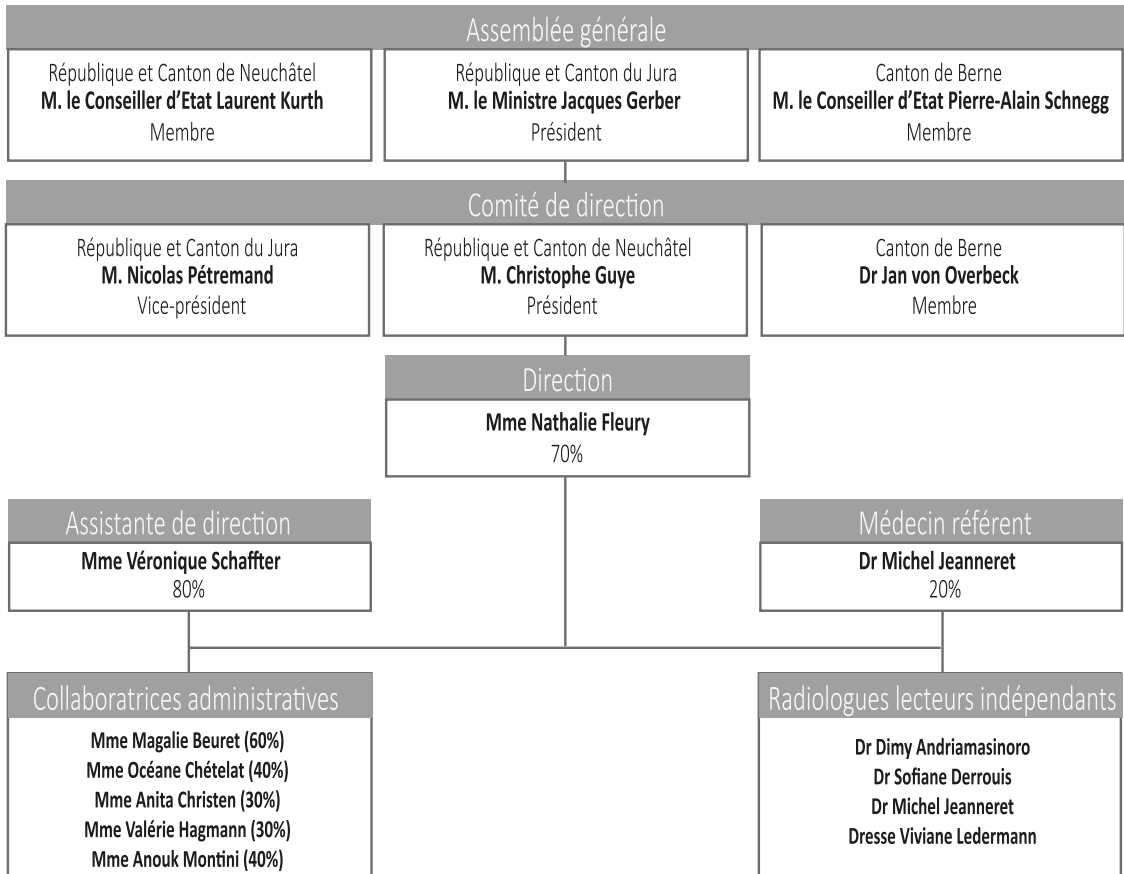 Assemblée générale
République et Canton de Neuchâtel
M. le Conseiller d'Etat Laurent Kurth
Membre
République et Canton du Jura
M. le Ministre Jacques Gerber
Président
Canton de Berne
M. le Conseiller d'Etat Pierre-Alain Schnegg
Membre
Comité de direction
République et Canton du Jura
M. Nicolas Pétremand
Vice-président
République et Canton de Neuchâtel
M. Christophe Guye
Président
Canton de Berne
Dr Jan von Overbeck
Membre
Direction
Mme Nathalie Fleury
70%
Assistante de direction
Mme Véronique Schaffter
80%
Médecin référent
Dr Michel Jeanneret
20%
Collaboratrices administratives
Mme Magalie Beuret (60%)
Mme Océane Chételat (40%)
Mme Anita Christen (30%)
Mme Valérie Hagmann (30%)
Mme Anouk Montini (40%)
Radiologues lecteurs indépendants
Dr Dimy Andriamasinoro
Dr Sofiane Derrouis
Dr Michel Jeanneret
Dresse Viviane Ledermann